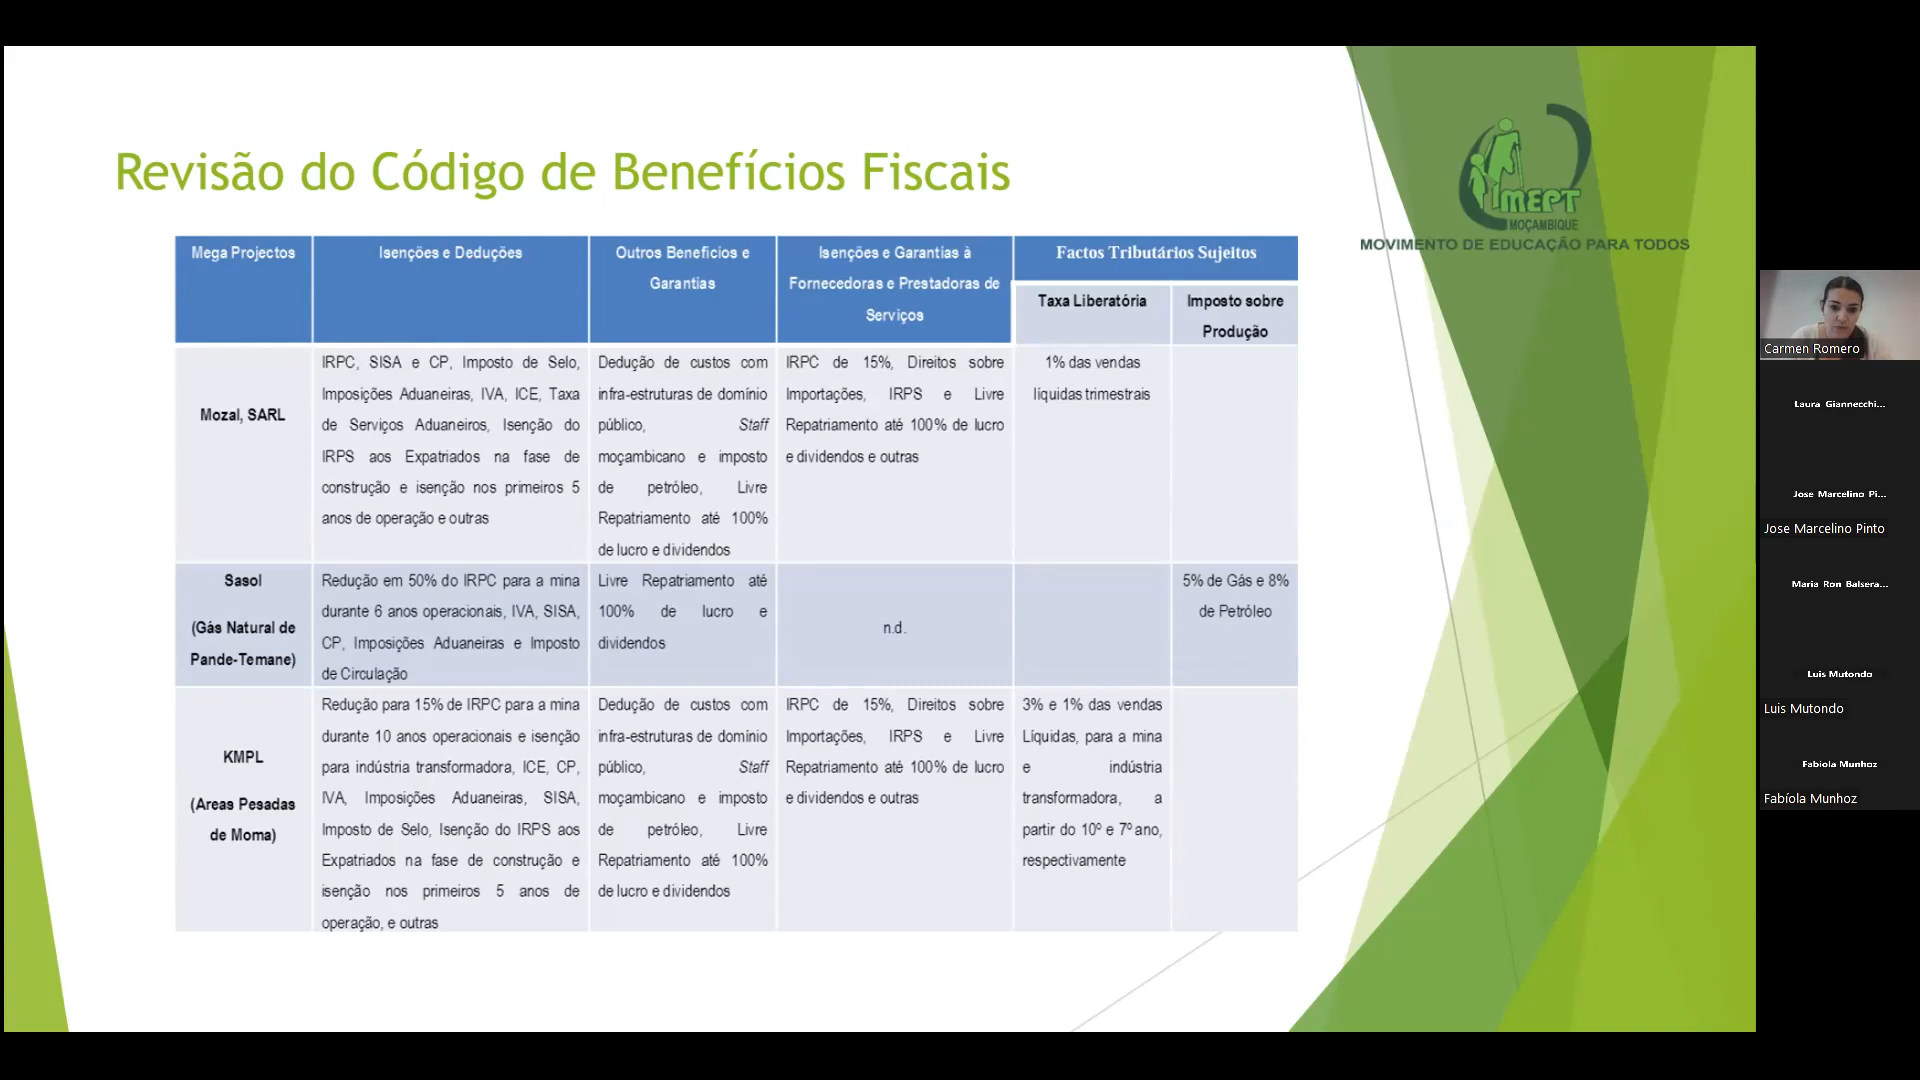 Revisão do Código de Benefícios Fiscais
MEPT
MOÇAMBIQUE
MOVIMENTO DE EDUCAÇÃO PARA TODOS
Mega Projectos
Isenções e Deduções
Outros Beneficios e
Garantias
Isenções e Garantias à
Fornecedoras e Prestadoras de
Serviços
Factos Tributários Sujeitos
Taxa Liberatória
Imposto sobre
Produção
Mozal, SARL
IRPC, SISA e CP, Imposto de Selo,
Imposições Aduaneiras, IVA, ICE, Taxa
de Serviços Aduaneiros, Isenção do
IRPS aos Expatriados na fase de
construção e isenção nos primeiros 5
anos de operação e outras
Dedução de custos com
infra-estruturas de domínio
público, Staff
moçambicano e imposto
de petróleo, Livre
Repatriamento até 100%
de lucro e dividendos
IRPC de 15%, Direitos sobre
Importações, IRPS e Livre
Repatriamento até 100% de lucro
e dividendos e outras
1% das vendas
líquidas trimestrais
Sasol
(Gás Natural de
Pande-Temane)
Redução em 50% do IRPC para a mina
durante 6 anos operacionais, IVA, SISA,
CP, Imposições Aduaneiras e Imposto
de Circulação
Livre Repatriamento até
100% de lucro e
dividendos
n.d.
5% de Gás e 8%
de Petróleo
KMPL
(Areas Pesadas
de Moma)
Redução para 15% de IRPC para a mina
durante 10 anos operacionais e isenção
para indústria transformadora, ICE, CP,
IVA, Imposições Aduaneiras, SISA,
Imposto de Selo, Isenção do IRPS aos
Expatriados na fase de construção e
isenção nos primeiros 5 anos de
operação, e outras
Dedução de custos com
infra-estruturas de domínio
público, Staff
moçambicano e imposto
de petróleo, Livre
Repatriamento até 100%
de lucro e dividendos
IRPC de 15%, Direitos sobre
Importações, IRPS e Livre
Repatriamento até 100% de lucro
e dividendos e outras
3% e 1% das vendas
Líquidas, para a mina
e indústria
transformadora, a
partir do 10º e 7º ano,
respectivamente
Carmen Romero
Laura Giannecchi...
Jose Marcelino Pi...
Jose Marcelino Pinto
Maria Ron Balsera...
Luis Mutondo
Luis Mutondo
Fabiola Munhoz
Fabíola Munhoz